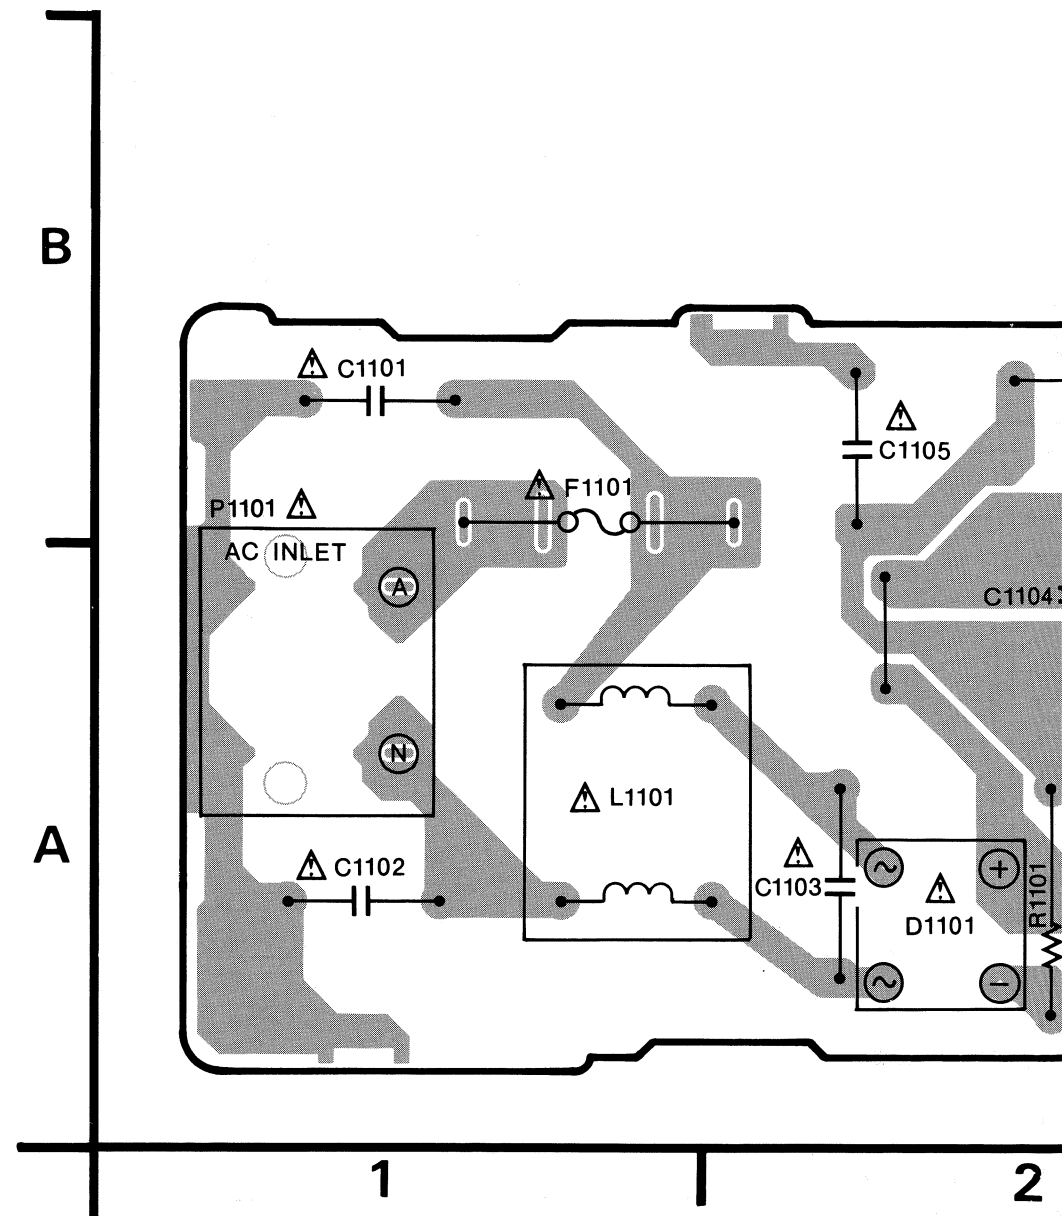 B
C1101
C1105
F1101
P1101
AC INLET
A
C1104
N
L1101
A
C1102
C1103
+
R1101
D1101
~
~
−
1
2